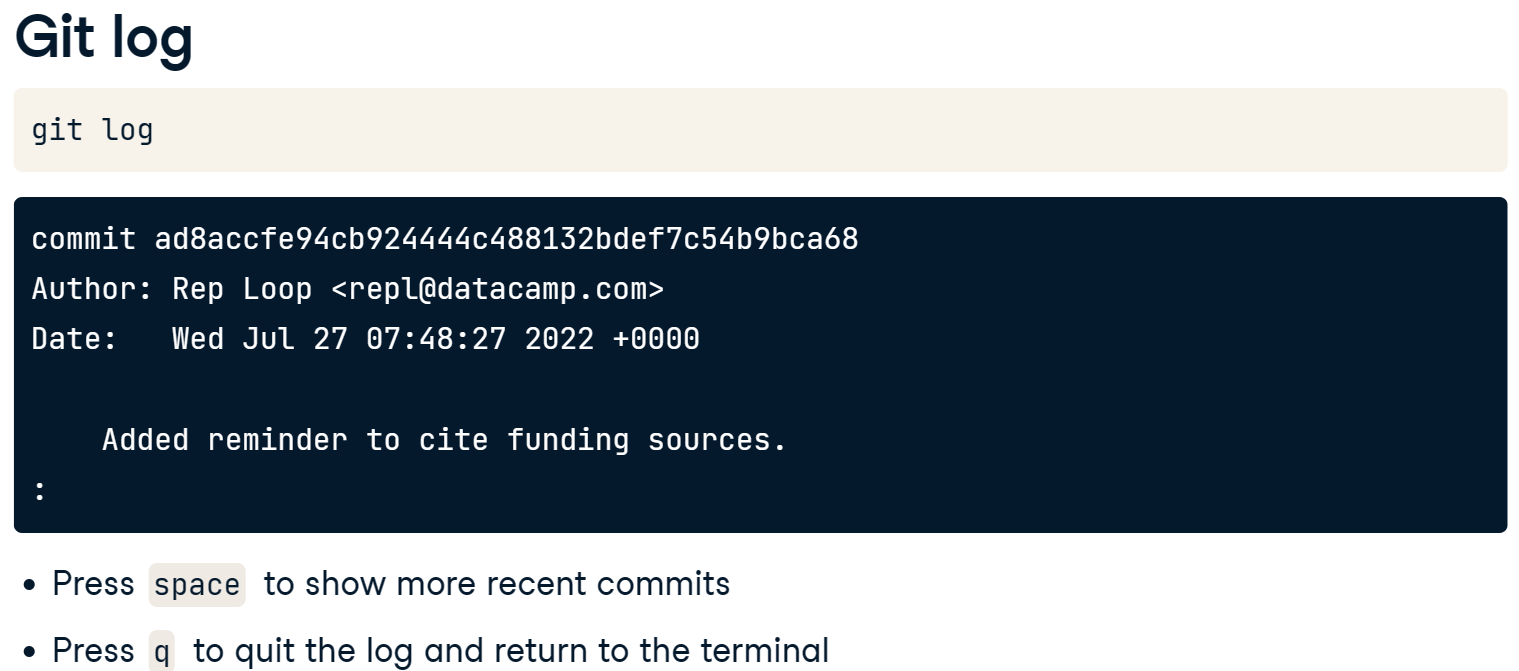 Git log
git log
commit ad8accfe94cb924444c488132bdef7c54b9bca68
Author: Rep Loop <repl@datacamp.com>
Date:   Wed Jul 27 07:48:27 2022 +0000
    Added reminder to cite funding sources.
:
• Press space to show more recent commits
• Press q to quit the log and return to the terminal